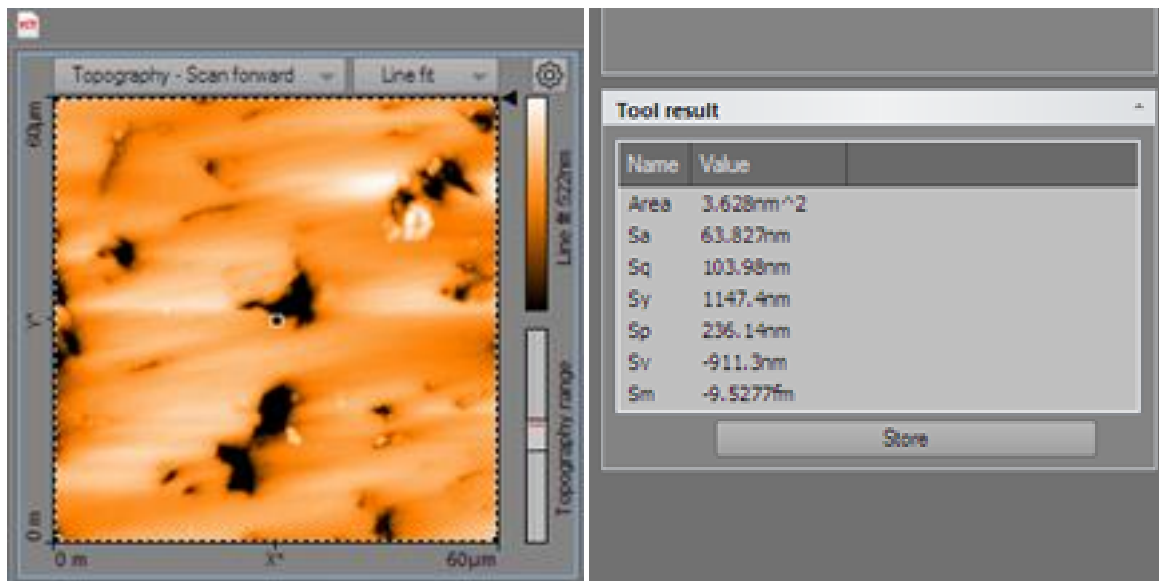 Topography - Scan forward
Line fit
60µm
Line fit 522nm
Y*
Topography range
0 m
0 m
X*
60µm
Tool result
Name Value
Area 3.628nm^2
Sa 63.827nm
Sq 103.98nm
Sy 1147.4nm
Sp 236.14nm
Sv -911.3nm
Sm -9.5277fm
Store